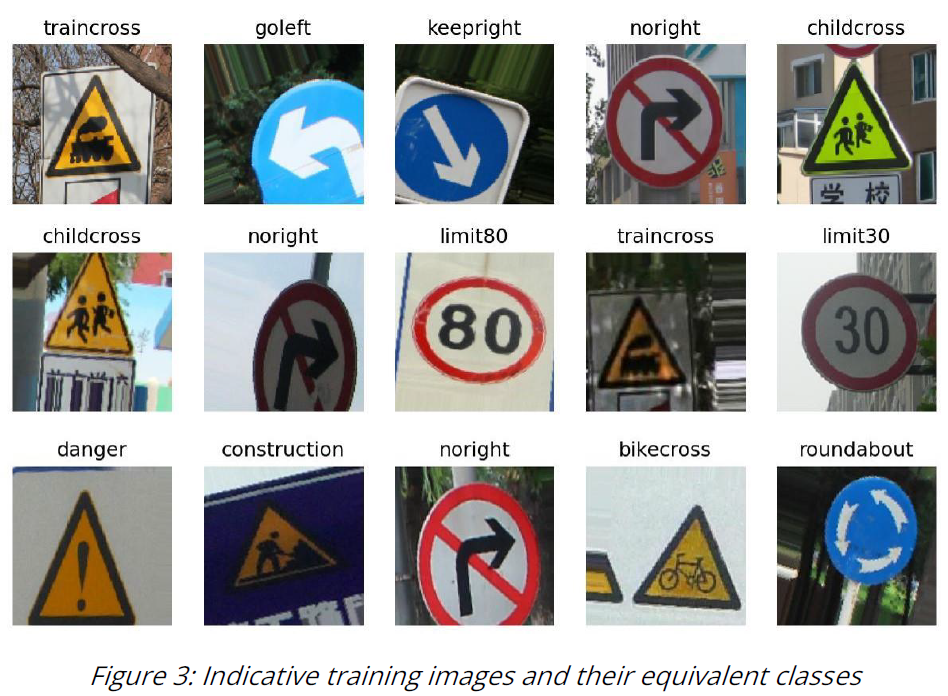 traincross
goleft
keepright
noright
childcross
学 校
childcross
noright
limit80
traincross
limit30
80
30
danger
construction
noright
bikecross
roundabout
!
Figure 3: Indicative training images and their equivalent classes